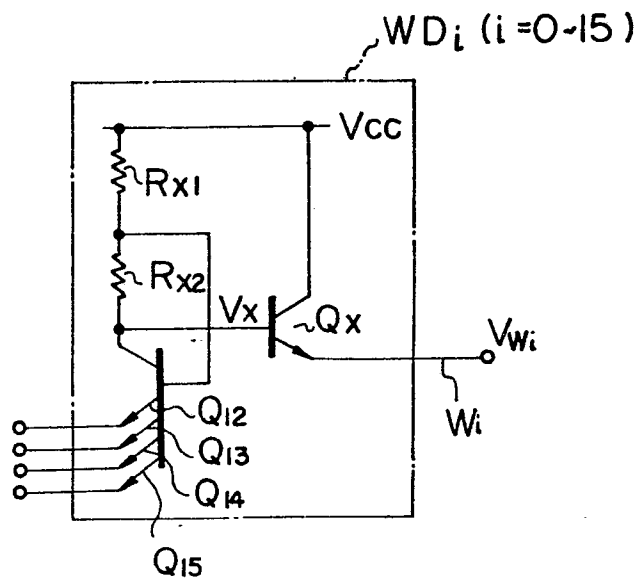 WDi (i=0~15)
Vcc
Rx1
Rx2
Vx
Qx
VWi
Wi
Q12
Q13
Q14
Q15